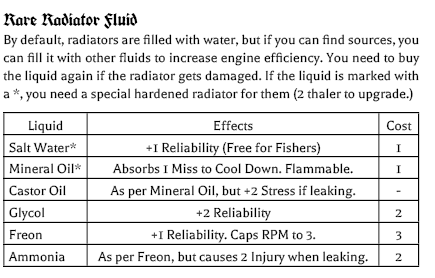 Rare Radiator Fluid
By default, radiators are filled with water, but if you can find sources, you
can fill it with other fluids to increase engine efficiency. You need to buy
the liquid again if the radiator gets damaged. If the liquid is marked with
a *, you need a special hardened radiator for them (2 thaler to upgrade.)
Liquid Effects Cost
Salt Water* +1 Reliability (Free for Fishers) 1
Mineral Oil* Absorbs 1 Miss to Cool Down. Flammable. 1
Castor Oil As per Mineral Oil, but +2 Stress if leaking. -
Glycol +2 Reliability 2
Freon +1 Reliability. Caps RPM to 3. 3
Ammonia As per Freon, but causes 2 Injury when leaking. 2